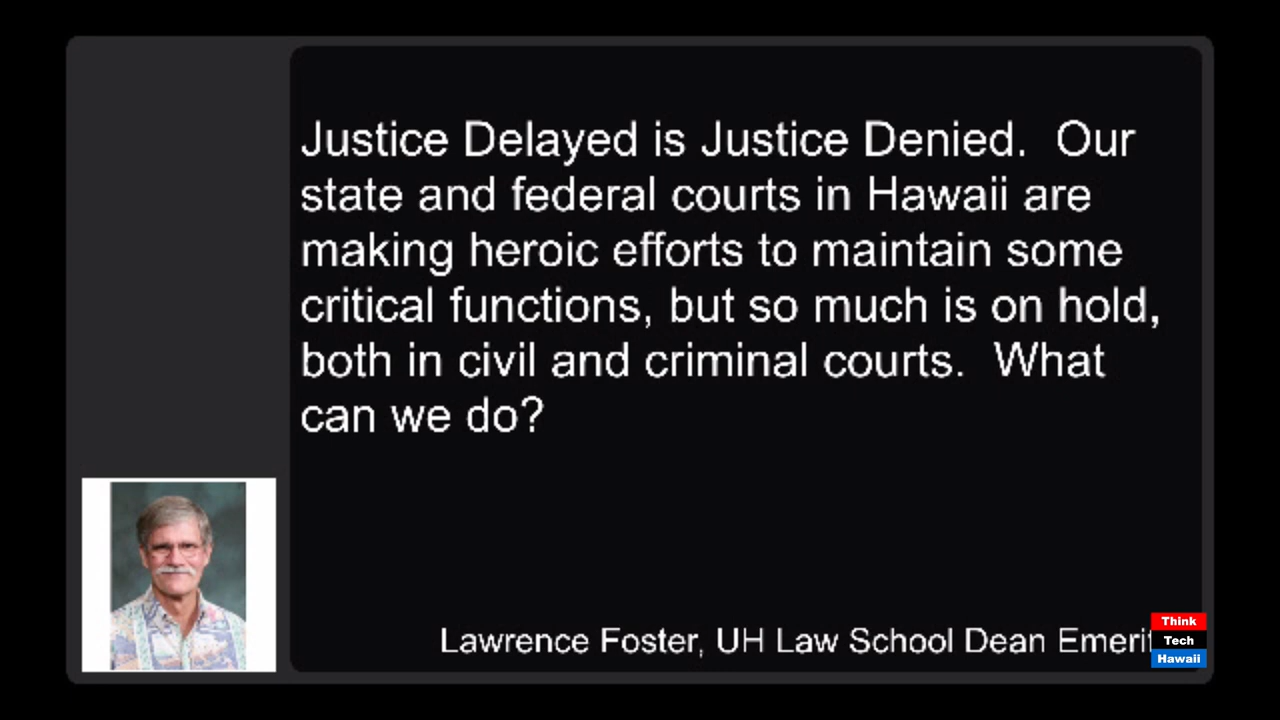 Justice Delayed is Justice Denied.  Our
state and federal courts in Hawaii are
making heroic efforts to maintain some
critical functions, but so much is on hold,
both in civil and criminal courts.  What
can we do?
Lawrence Foster, UH Law School Dean
Think
Tech
Hawaii